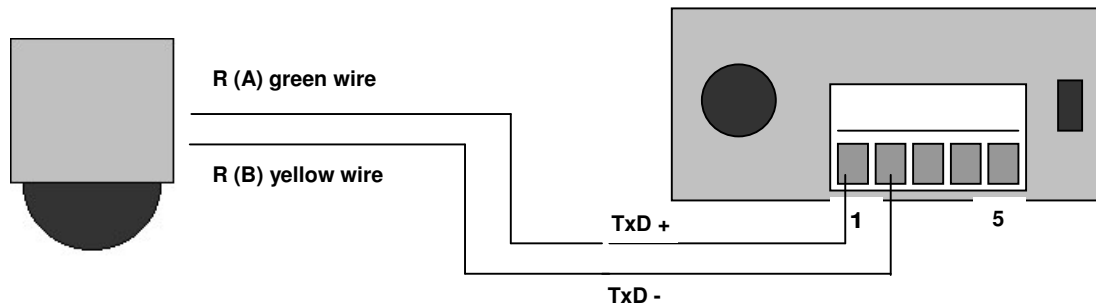 R (A) green wire
R (B) yellow wire
TxD +
1
5
TxD -